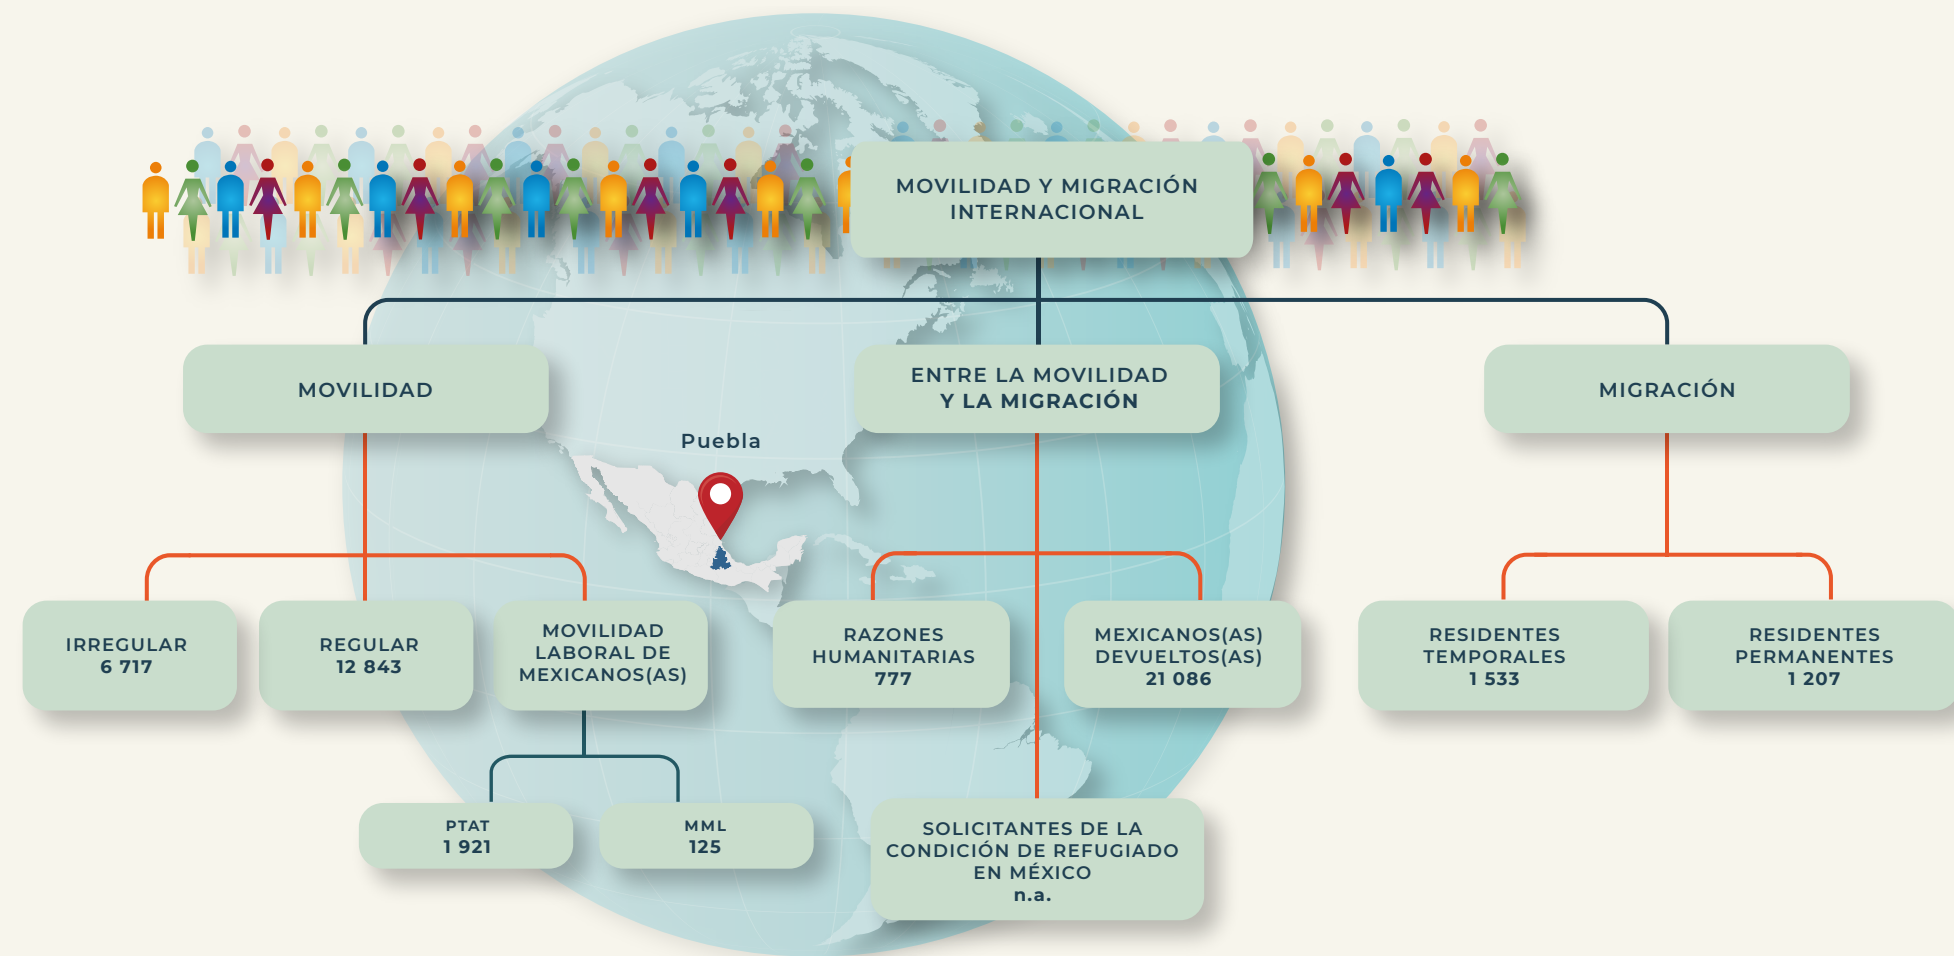 MOVILIDAD Y MIGRACIÓN
INTERNACIONAL
MOVILIDAD
ENTRE LA MOVILIDAD
Y LA MIGRACIÓN
MIGRACIÓN
Puebla
IRREGULAR
6 717
REGULAR
12 843
MOVILIDAD
LABORAL DE
MEXICANOS(AS)
RAZONES
HUMANITARIAS
777
MEXICANOS(AS)
DEVUELTOS(AS)
21 086
RESIDENTES
TEMPORALES
1 533
RESIDENTES
PERMANENTES
1 207
PTAT
1 921
MML
125
SOLICITANTES DE LA
CONDICIÓN DE REFUGIADO
EN MÉXICO
n.a.